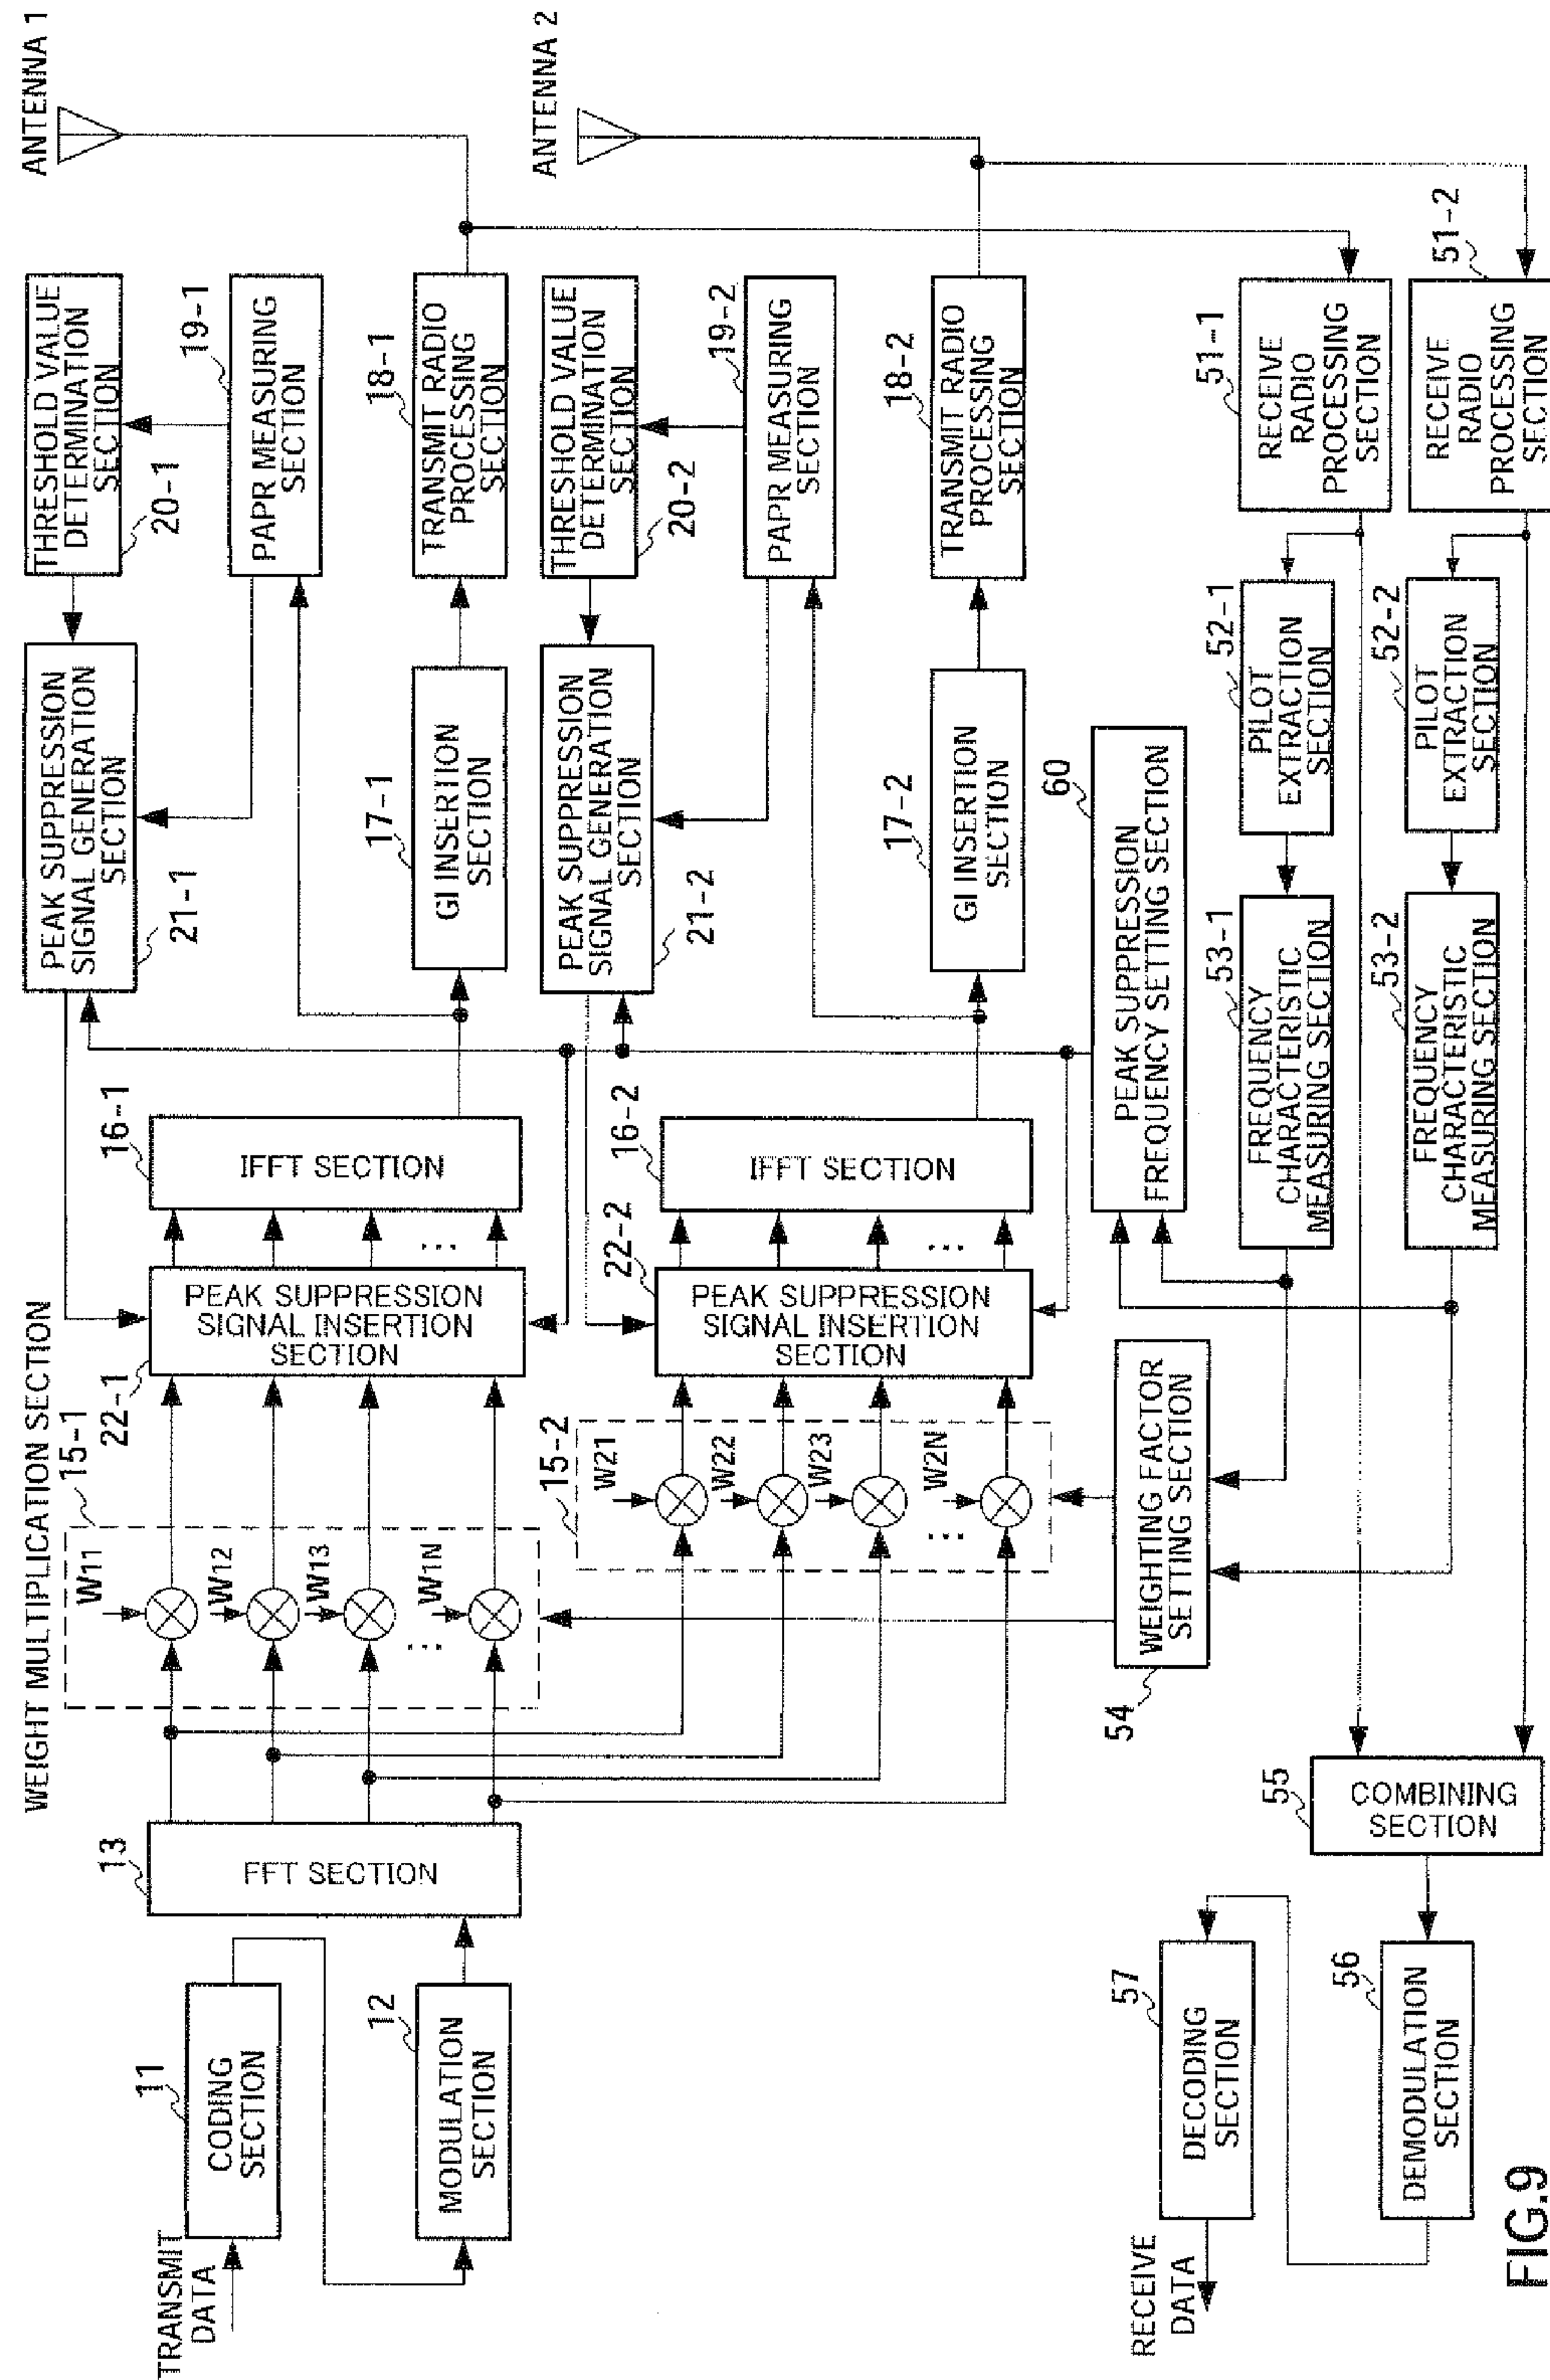 TRANSMIT
DATA
11
CODING
SECTION
12
MODULATION
SECTION
13
FFT SECTION
WEIGHT MULTIPLICATION SECTION
15-1
W11
W12
W13
...
W1N
15-2
W21
W22
W23
...
W2N
22-1
PEAK SUPPRESSION
SIGNAL INSERTION
SECTION
...
22-2
PEAK SUPPRESSION
SIGNAL INSERTION
SECTION
...
16-1
IFFT SECTION
16-2
IFFT SECTION
PEAK SUPPRESSION
SIGNAL GENERATION
SECTION
21-1
THRESHOLD VALUE
DETERMINATION
SECTION
20-1
19-1
PAPR MEASURING
SECTION
17-1
GI INSERTION
SECTION
18-1
TRANSMIT RADIO
PROCESSING
SECTION
ANTENNA 1
PEAK SUPPRESSION
SIGNAL GENERATION
SECTION
21-2
THRESHOLD VALUE
DETERMINATION
SECTION
20-2
19-2
PAPR MEASURING
SECTION
17-2
GI INSERTION
SECTION
18-2
TRANSMIT RADIO
PROCESSING
SECTION
ANTENNA 2
60
PEAK SUPPRESSION
FREQUENCY SETTING SECTION
WEIGHTING FACTOR
SETTING SECTION
54
53-1
FREQUENCY
CHARACTERISTIC
MEASURING SECTION
52-1
PILOT
EXTRACTION
SECTION
51-1
RECEIVE
RADIO
PROCESSING
SECTION
53-2
FREQUENCY
CHARACTERISTIC
MEASURING SECTION
52-2
PILOT
EXTRACTION
SECTION
51-2
RECEIVE
RADIO
PROCESSING
SECTION
55
COMBINING
SECTION
56
DEMODULATION
SECTION
57
DECODING
SECTION
RECEIVE
DATA
FIG.9